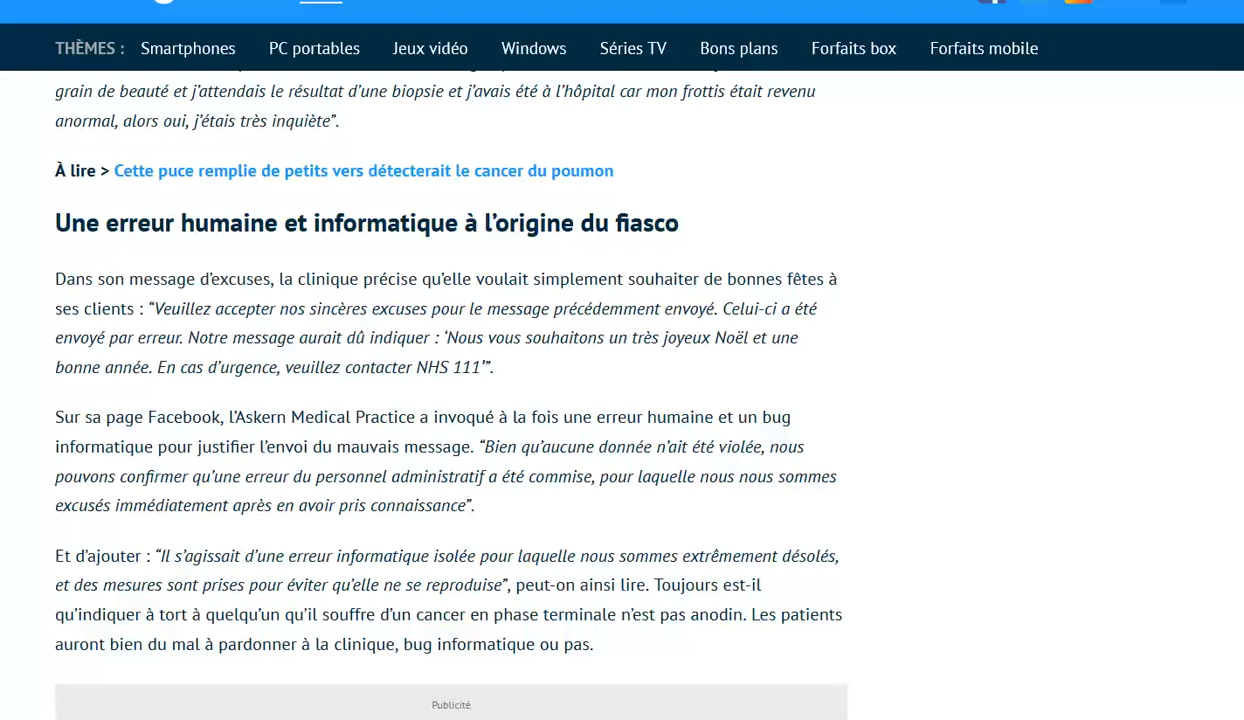 THÈMES : Smartphones PC portables Jeux vidéo Windows Séries TV Bons plans Forfaits box Forfaits mobile
grain de beauté et j’attendais le résultat d’une biopsie et j’avais été à l’hôpital car mon frottis était revenu
anormal, alors oui, j’étais très inquiète”.
À lire > Cette puce remplie de petits vers détecterait le cancer du poumon
Une erreur humaine et informatique à l’origine du fiasco
Dans son message d’excuses, la clinique précise qu’elle voulait simplement souhaiter de bonnes fêtes à
ses clients : “Veuillez accepter nos sincères excuses pour le message précédemment envoyé. Celui-ci a été
envoyé par erreur. Notre message aurait dû indiquer : ‘Nous vous souhaitons un très joyeux Noël et une
bonne année. En cas d’urgence, veuillez contacter NHS 111’”.
Sur sa page Facebook, l’Askern Medical Practice a invoqué à la fois une erreur humaine et un bug
informatique pour justifier l’envoi du mauvais message. “Bien qu’aucune donnée n’ait été violée, nous
pouvons confirmer qu’une erreur du personnel administratif a été commise, pour laquelle nous nous sommes
excusés immédiatement après en avoir pris connaissance”.
Et d’ajouter : “Il s’agissait d’une erreur informatique isolée pour laquelle nous sommes extrêmement désolés,
et des mesures sont prises pour éviter qu’elle ne se reproduise”, peut-on ainsi lire. Toujours est-il
qu’indiquer à tort à quelqu’un qu’il souffre d’un cancer en phase terminale n’est pas anodin. Les patients
auront bien du mal à pardonner à la clinique, bug informatique ou pas.
Publicité